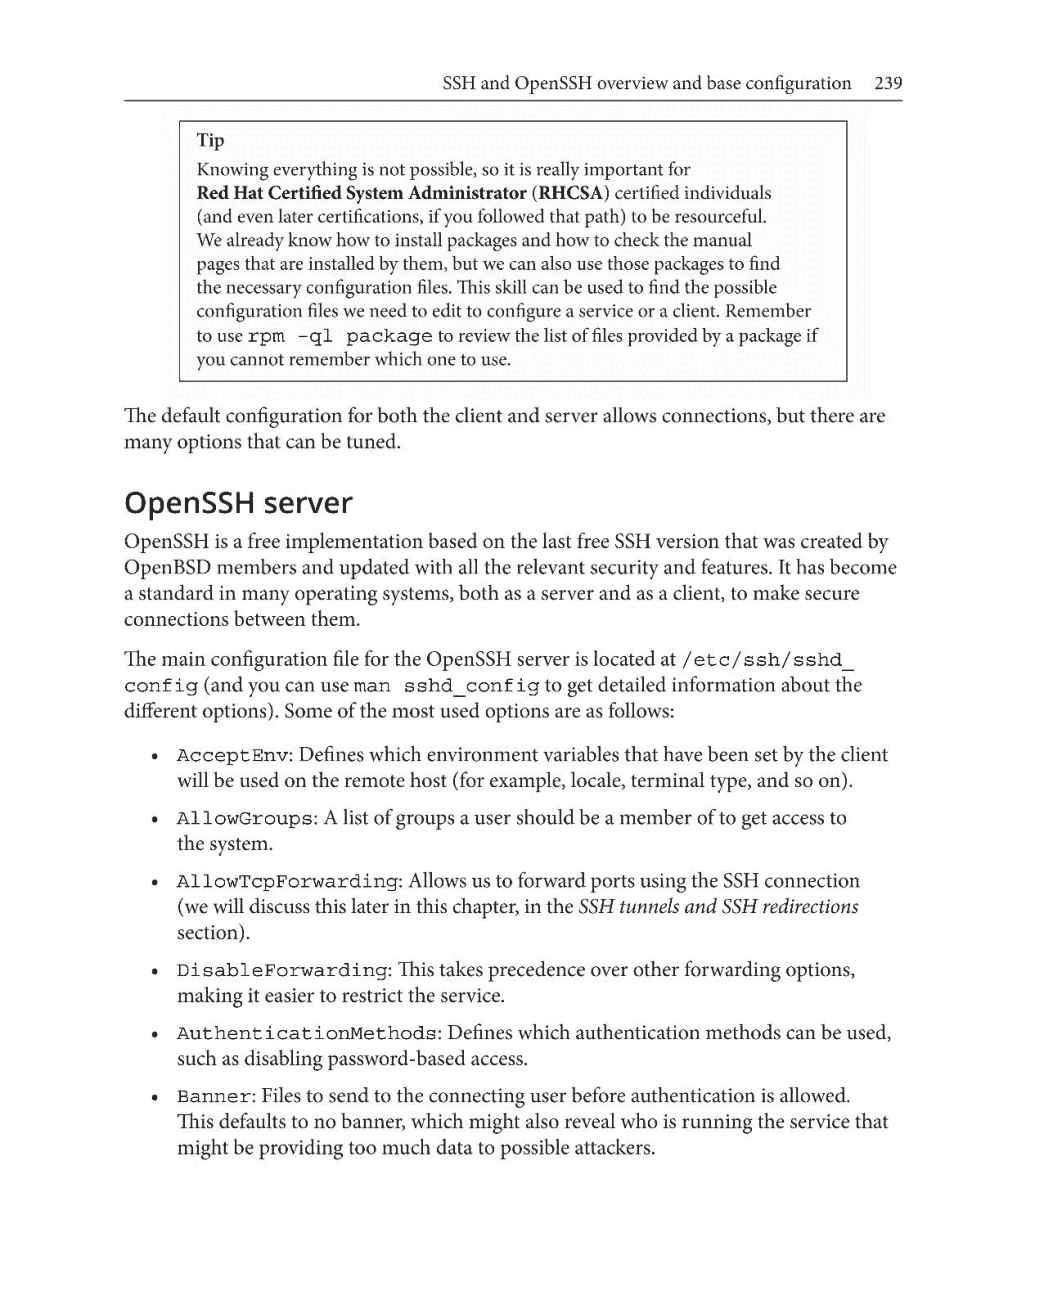 SSH and OpenSSH overview and base configuration 239
Tip
Knowing everything is not possible, so it is really important for
Red Hat Certified System Administrator (RHCSA) certified individuals
(and even later certifications, if you followed that path) to be resourceful.
We already know how to install packages and how to check the manual
pages that are installed by them, but we can also use those packages to find
the necessary configuration files. This skill can be used to find the possible
configuration files we need to edit to configure a service or a client. Remember
to use rpm -ql package to review the list of files provided by a package if
you cannot remember which one to use.
The default configuration for both the client and server allows connections, but there are
many options that can be tuned.
OpenSSH server
OpenSSH is a free implementation based on the last free SSH version that was created by
OpenBSD members and updated with all the relevant security and features. It has become
a standard in many operating systems, both as a server and as a client, to make secure
connections between them.
The main configuration file for the OpenSSH server is located at /etc/ssh/sshd_
config (and you can use man sshd_config to get detailed information about the
different options). Some of the most used options are as follows:
• AcceptEnv: Defines which environment variables that have been set by the client
will be used on the remote host (for example, locale, terminal type, and so on).
• AllowGroups: A list of groups a user should be a member of to get access to
the system.
• AllowTcpForwarding: Allows us to forward ports using the SSH connection
(we will discuss this later in this chapter, in the SSH tunnels and SSH redirections
section).
• DisableForwarding: This takes precedence over other forwarding options,
making it easier to restrict the service.
• AuthenticationMethods: Defines which authentication methods can be used,
such as disabling password-based access.
• Banner: Files to send to the connecting user before authentication is allowed.
This defaults to no banner, which might also reveal who is running the service that
might be providing too much data to possible attackers.